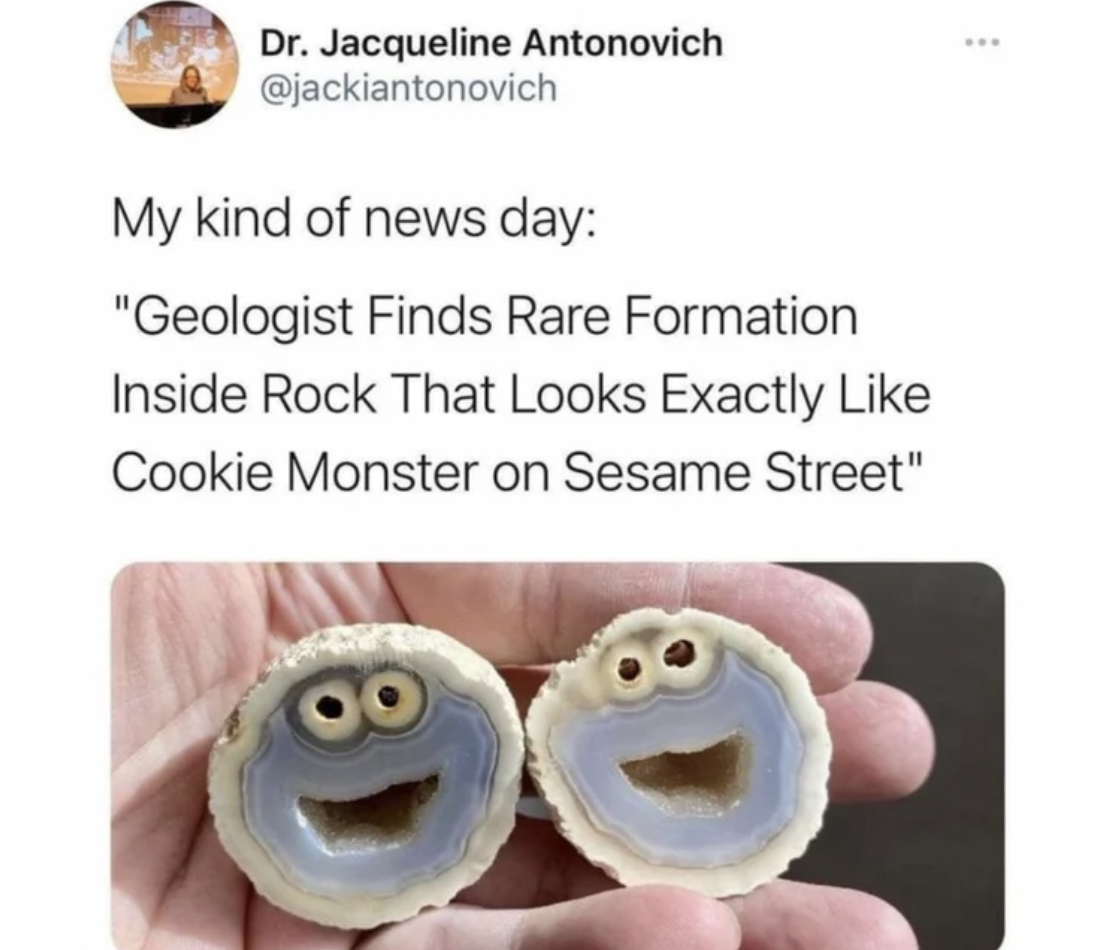 Dr. Jacqueline Antonovich
@jackiantonovich
My kind of news day:
"Geologist Finds Rare Formation
Inside Rock That Looks Exactly Like
Cookie Monster on Sesame Street"